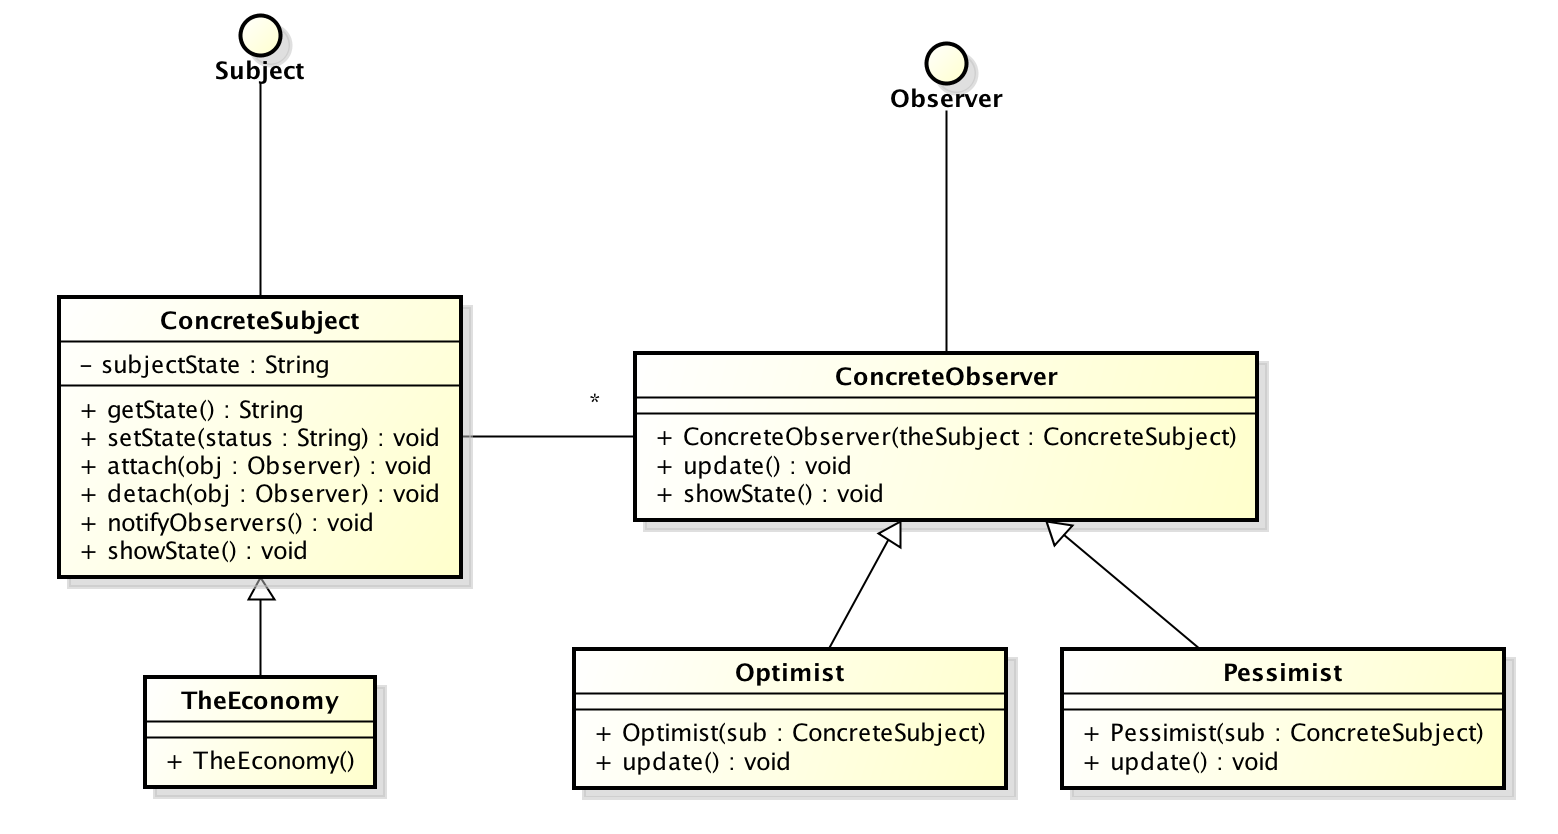 Subject
Observer
ConcreteSubject
- subjectState : String
+ getState() : String
+ setState(status : String) : void
+ attach(obj : Observer) : void
+ detach(obj : Observer) : void
+ notifyObservers() : void
+ showState() : void
*
ConcreteObserver
+ ConcreteObserver(theSubject : ConcreteSubject)
+ update() : void
+ showState() : void
TheEconomy
+ TheEconomy()
Optimist
+ Optimist(sub : ConcreteSubject)
+ update() : void
Pessimist
+ Pessimist(sub : ConcreteSubject)
+ update() : void